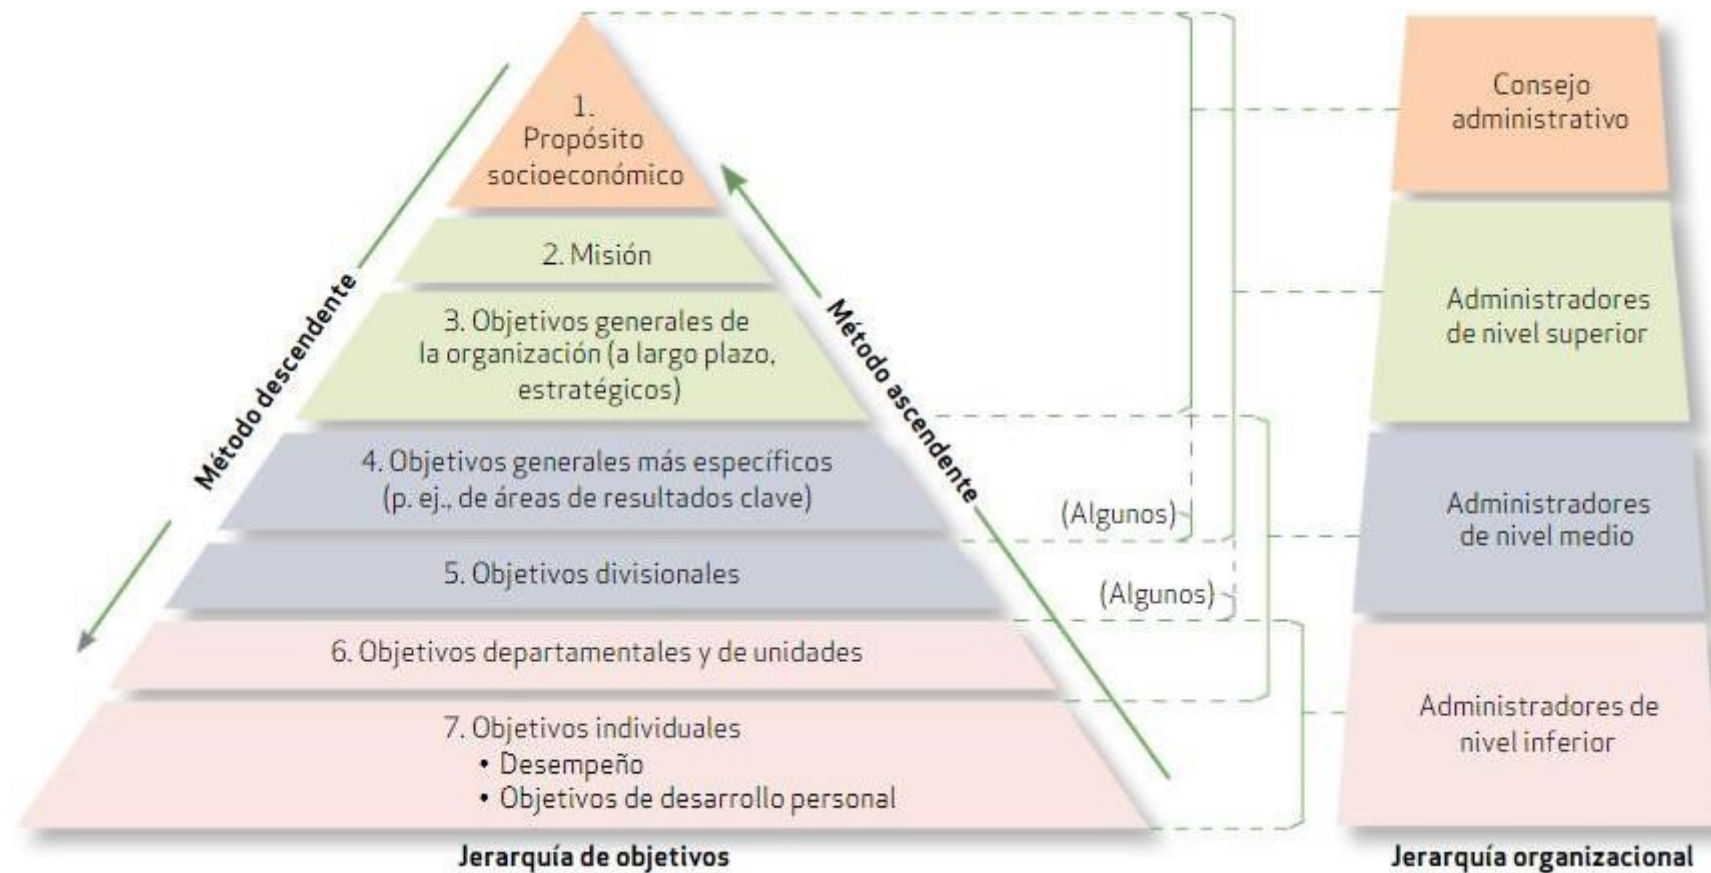 1.
Propósito
socioeconómico
2. Misión
3. Objetivos generales de
la organización (a largo plazo,
estratégicos)
4. Objetivos generales más específicos
(p. ej., de áreas de resultados clave)
5. Objetivos divisionales
6. Objetivos departamentales y de unidades
7. Objetivos individuales
• Desempeño
• Objetivos de desarrollo personal
Método descendente
Método ascendente
(Algunos)
(Algunos)
Jerarquía de objetivos
Consejo
administrativo
Administradores
de nivel superior
Administradores
de nivel medio
Administradores de
nivel inferior
Jerarquía organizacional